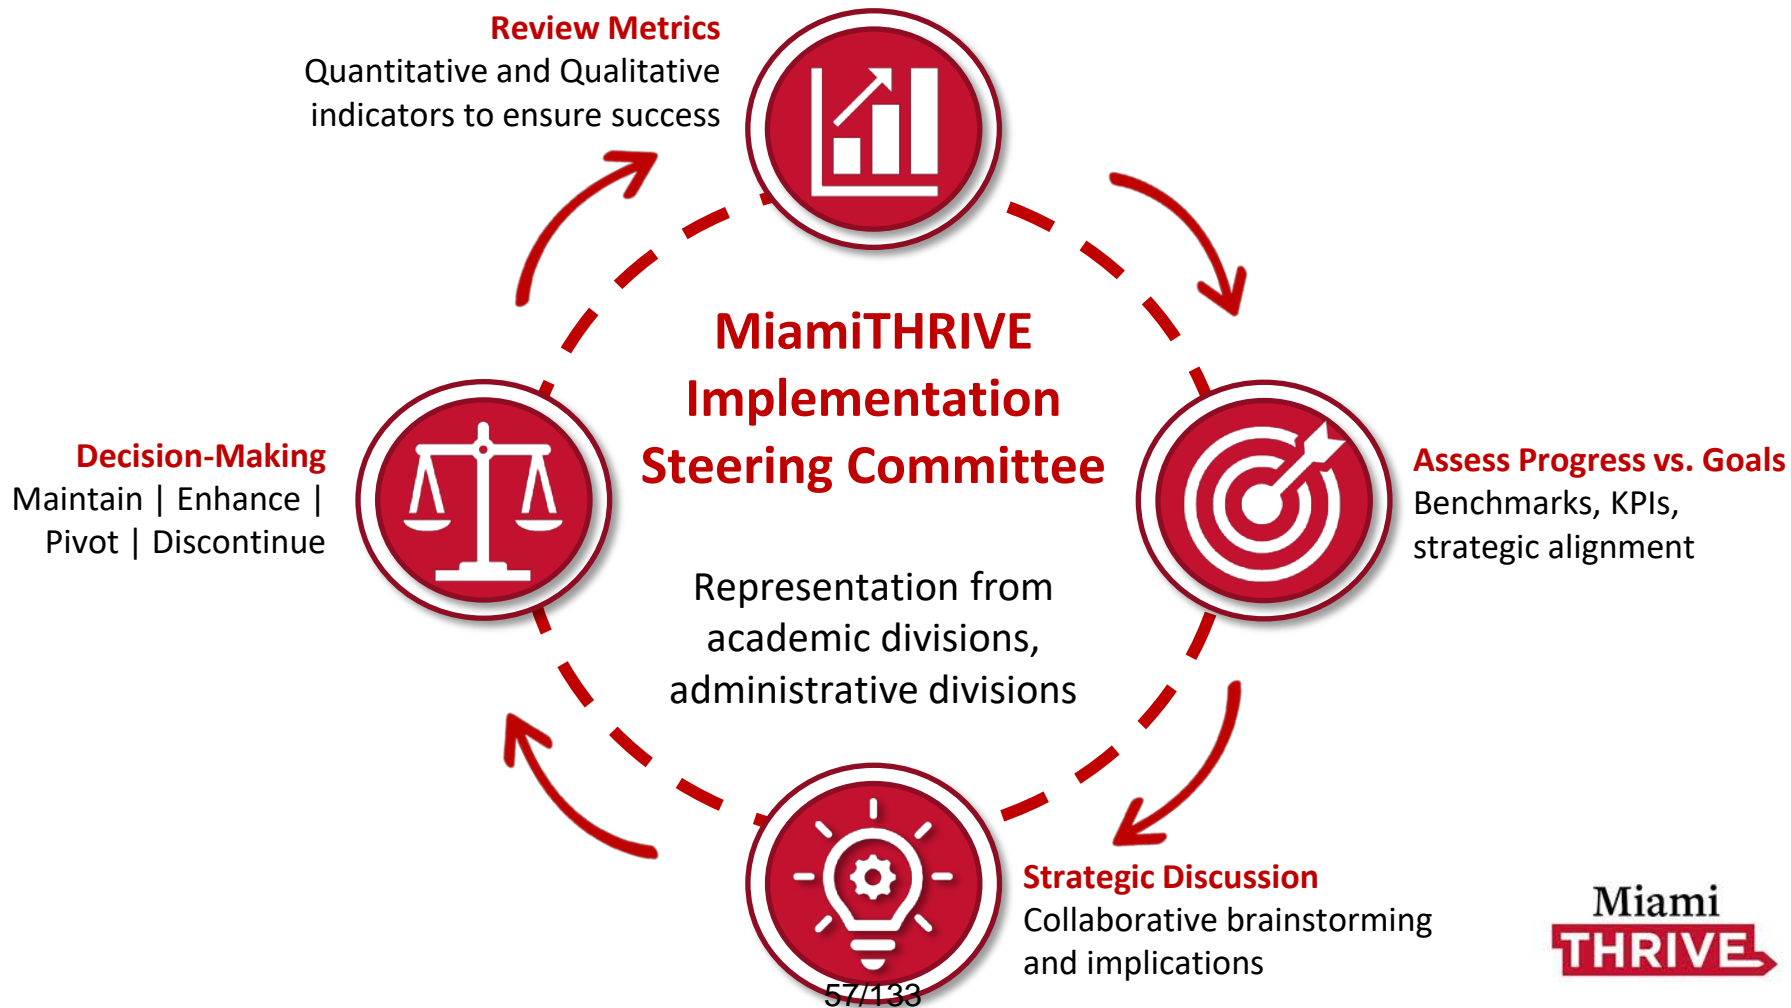 Review Metrics
Quantitative and Qualitative
indicators to ensure success
MiamiTHRIVE
Implementation
Steering Committee
Representation from
academic divisions,
administrative divisions
Assess Progress vs. Goals
Benchmarks, KPIs,
strategic alignment
Strategic Discussion
Collaborative brainstorming
and implications
Decision-Making
Maintain | Enhance |
Pivot | Discontinue
57/133
Miami
THRIVE